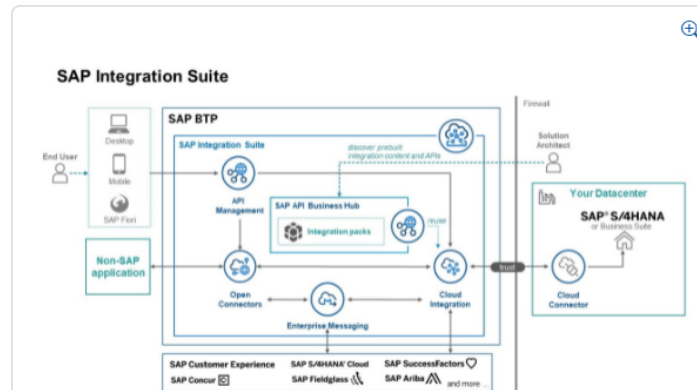 SAP Integration Suite
Firewall
SAP BTP
Desktop
SAP Integration Suite
discover prebuilt
integration content and APIs
Solution
Architect
End User
Mobile
SAP Fiori
API
Management
SAP API Business Hub
Integration packs
reuse
Your Datacenter
SAP® S/4HANA
or Business Suite
Non-SAP
application
trust
Open
Connectors
Cloud
Integration
Cloud
Connector
Enterprise Messaging
SAP Customer Experience
SAP S/4HANA® Cloud
SAP SuccessFactors
SAP Concur
SAP Fieldglass
SAP Ariba
and more ...